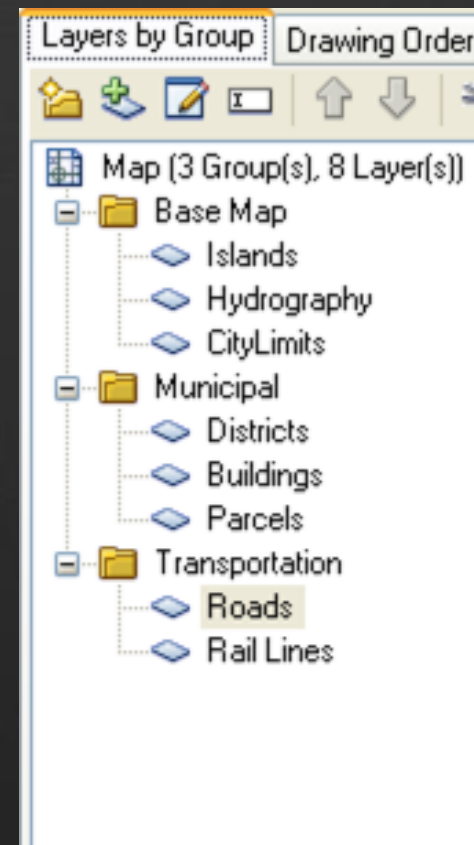 Layers by Group
Drawing Order
Map (3 Group(s), 8 Layer(s))
Base Map
Islands
Hydrography
CityLimits
Municipal
Districts
Buildings
Parcels
Transportation
Roads
Rail Lines